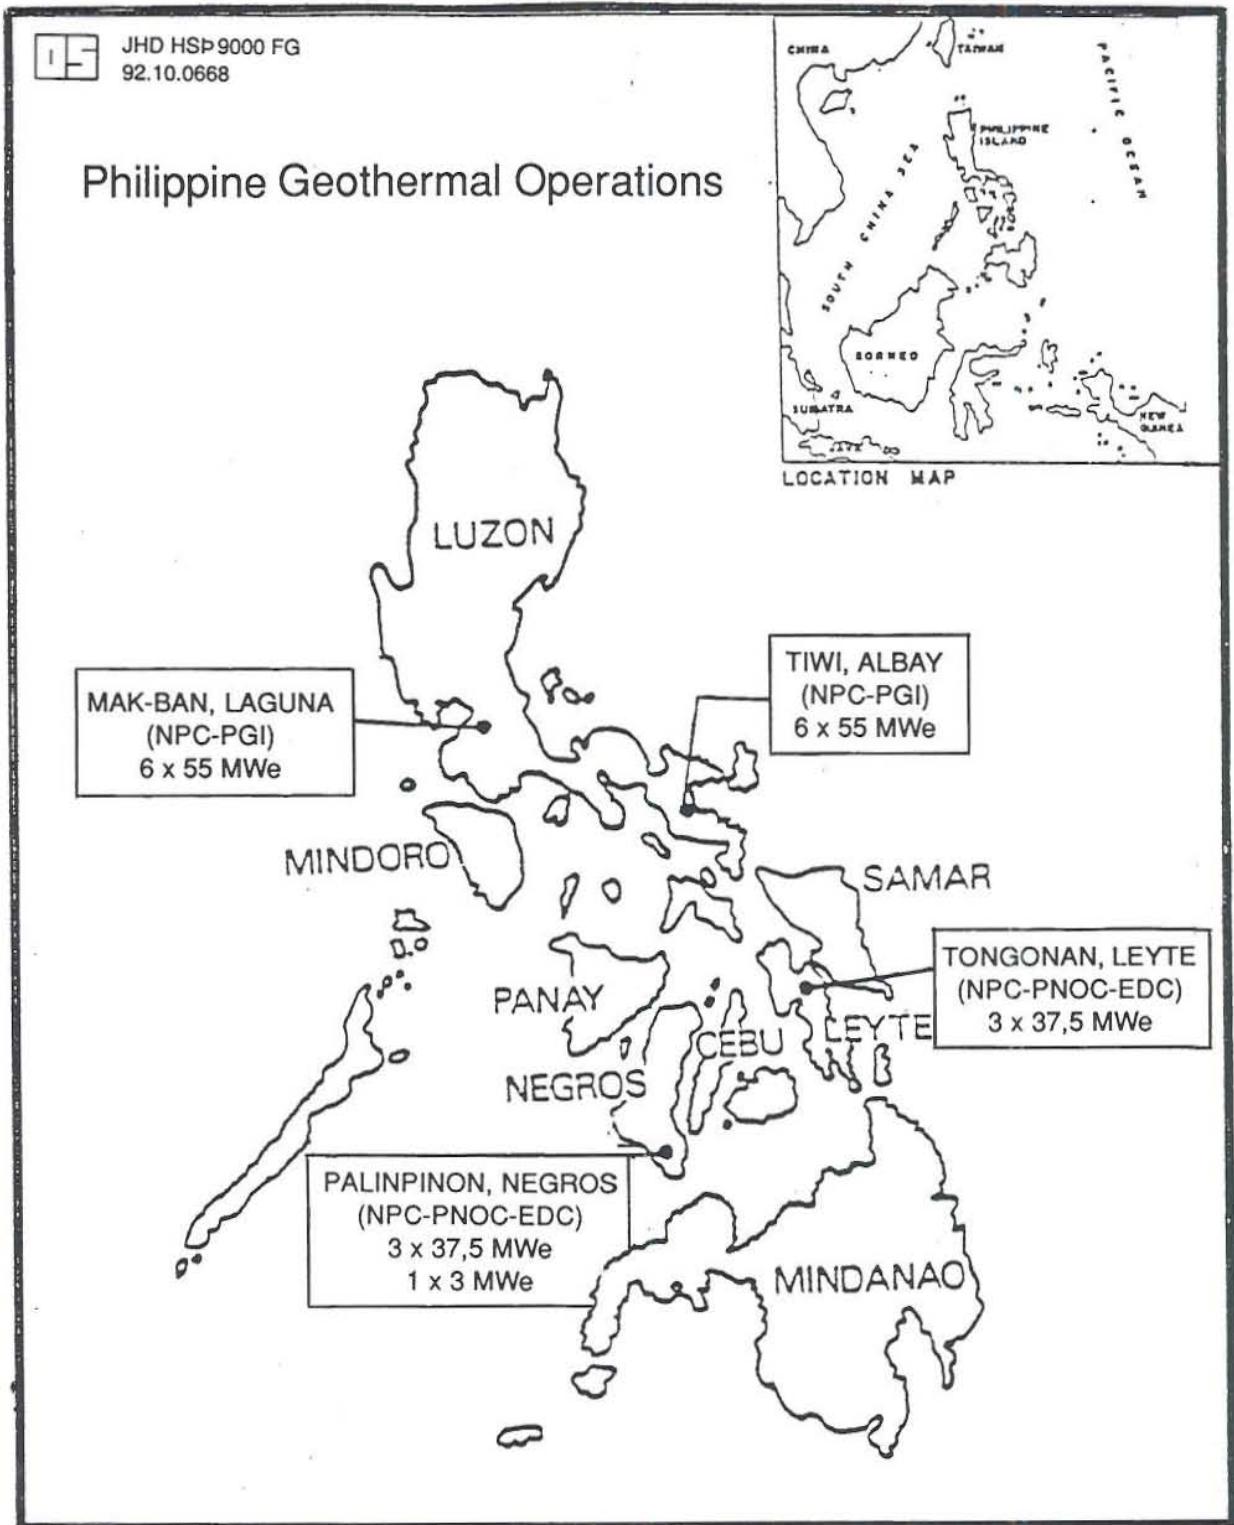 OS
JHD HSÞ 9000 FG
92.10.0668
Philippine Geothermal Operations
CHINA
TAIWAN
PACIFIC OCEAN
PHILIPPINE
ISLAND
SOUTH CHINA SEA
BORNEO
SUMATRA
JAVA
NEW
GUINEA
LOCATION MAP
LUZON
MAK-BAN, LAGUNA
(NPC-PGI)
6 x 55 MWe
TIWI, ALBAY
(NPC-PGI)
6 x 55 MWe
MINDORO
SAMAR
TONGONAN, LEYTE
(NPC-PNOC-EDC)
3 x 37,5 MWe
PANAY
CEBU
LEYTE
NEGROS
PALINPINON, NEGROS
(NPC-PNOC-EDC)
3 x 37,5 MWe
1 x 3 MWe
MINDANAO